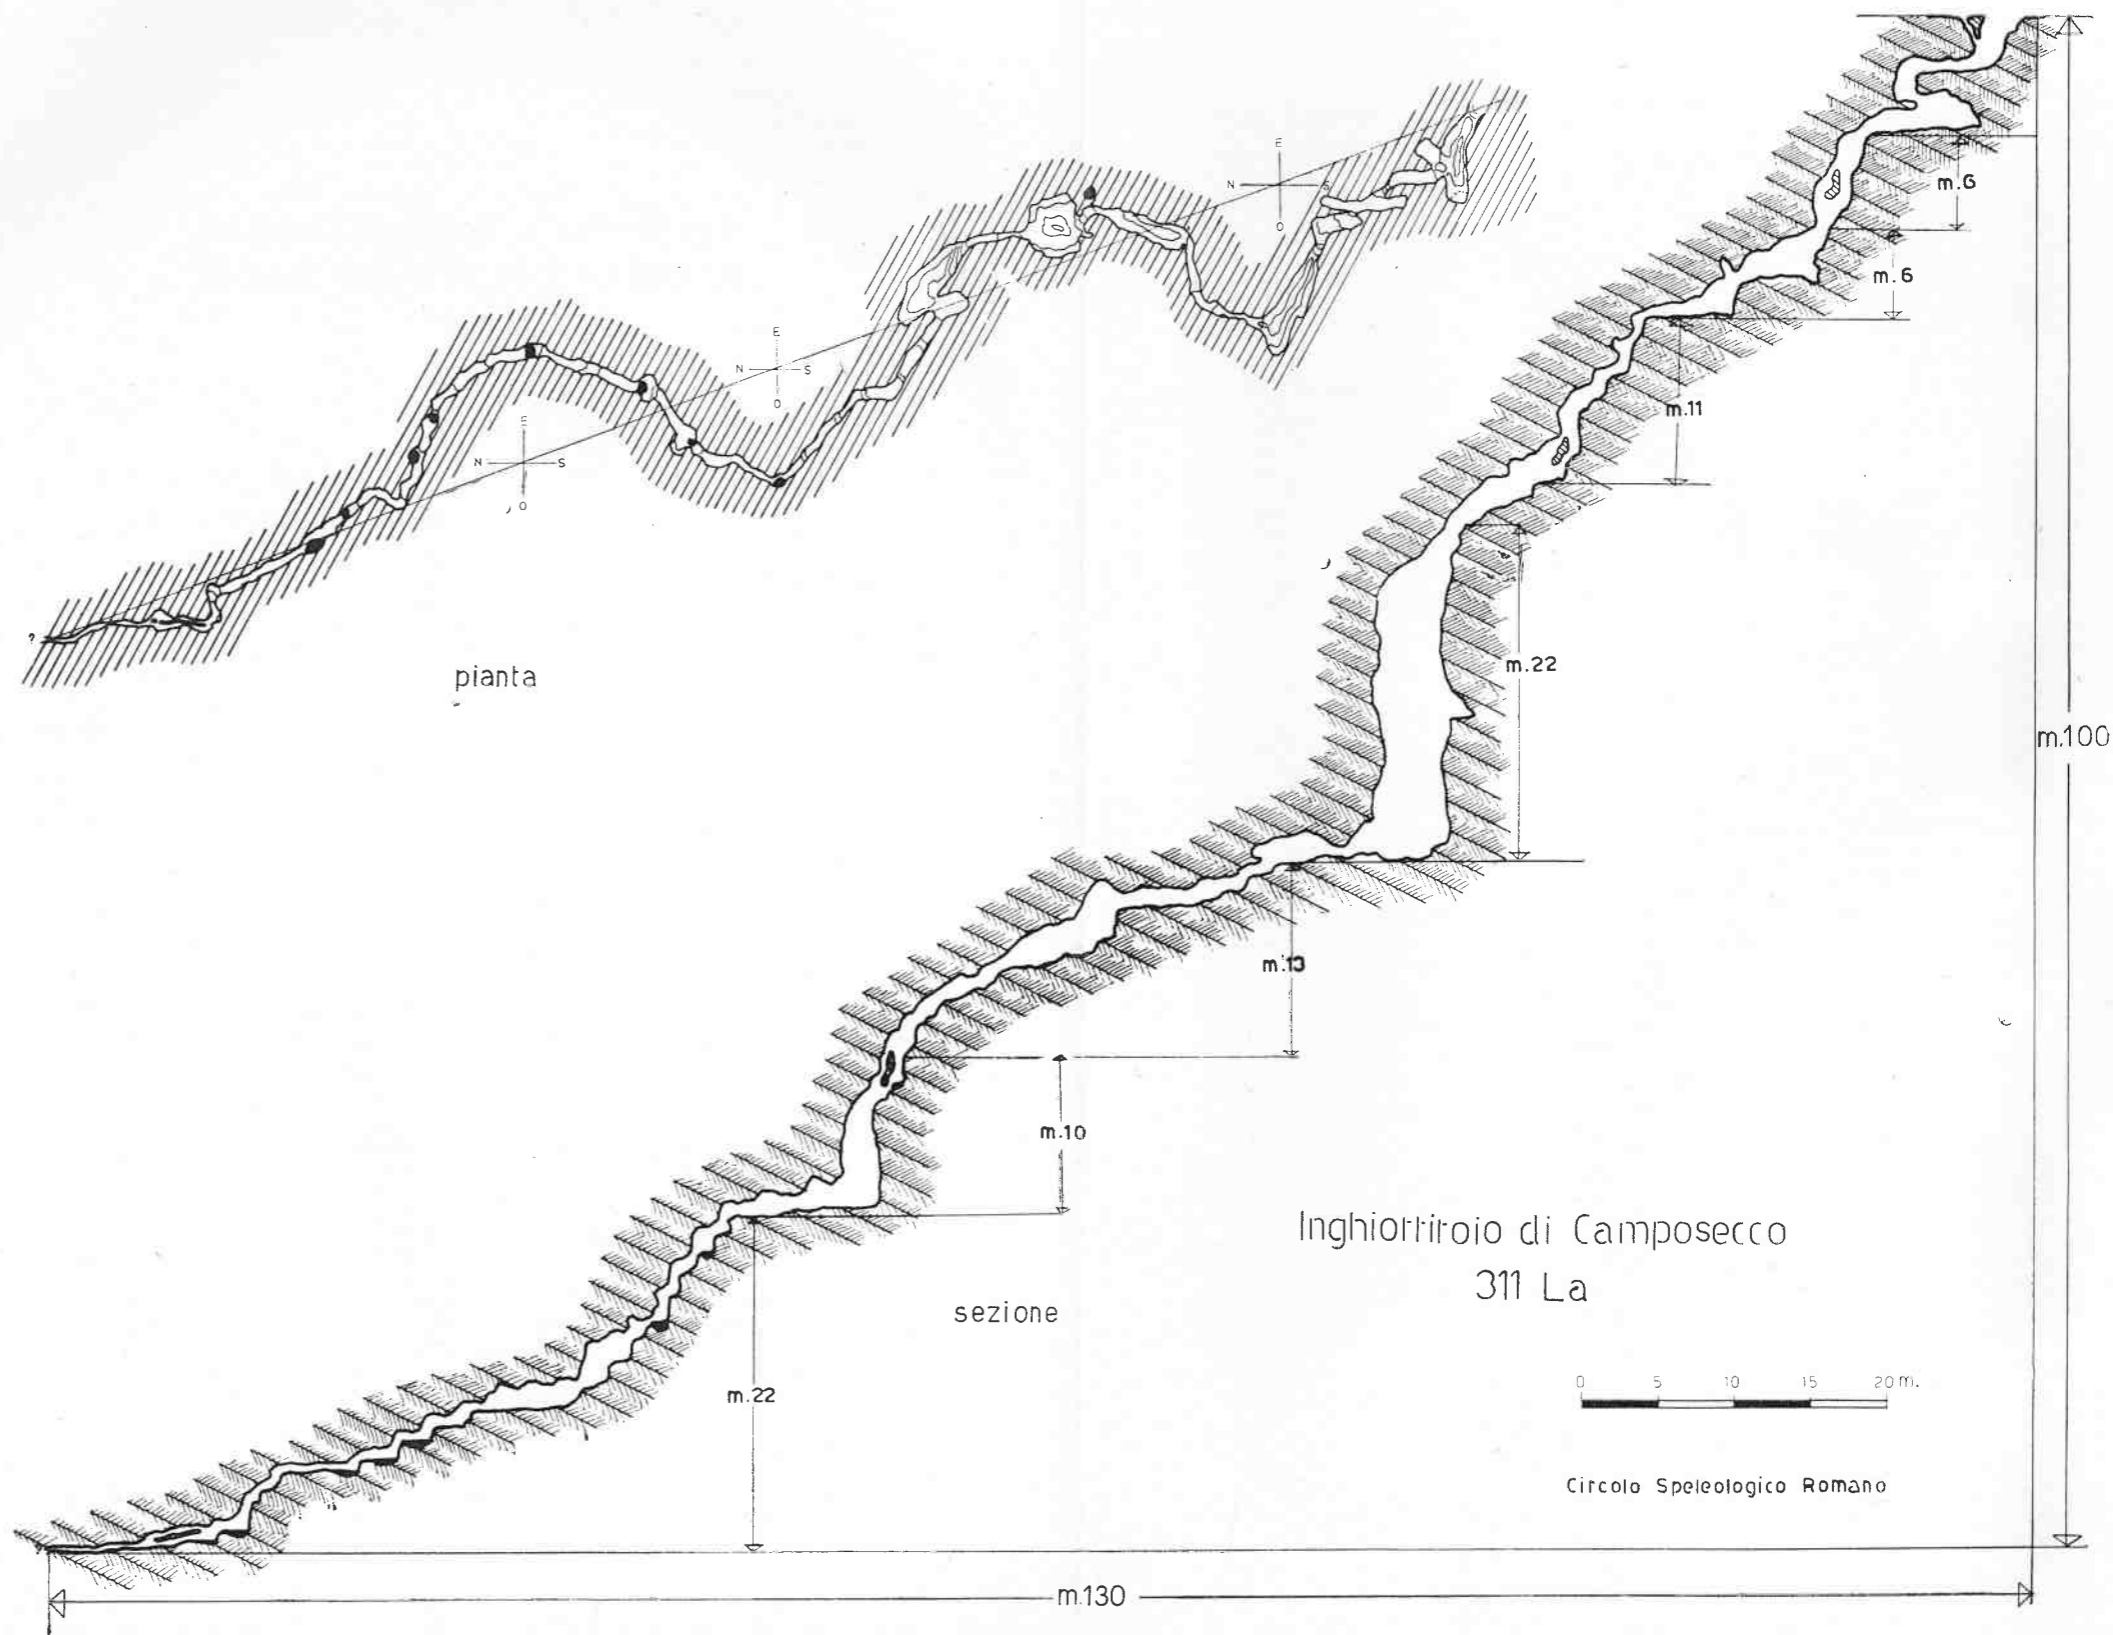 m.6
E
N S
O
m.6
E
N S
O
m.11
E
N S
O
?
m.22
pianta
m.100
m.13
m.10
Inghiottitoio di Camposecco
311 La
sezione
0 5 10 15 20 m.
m.22
Circolo Speleologico Romano
?
m.130